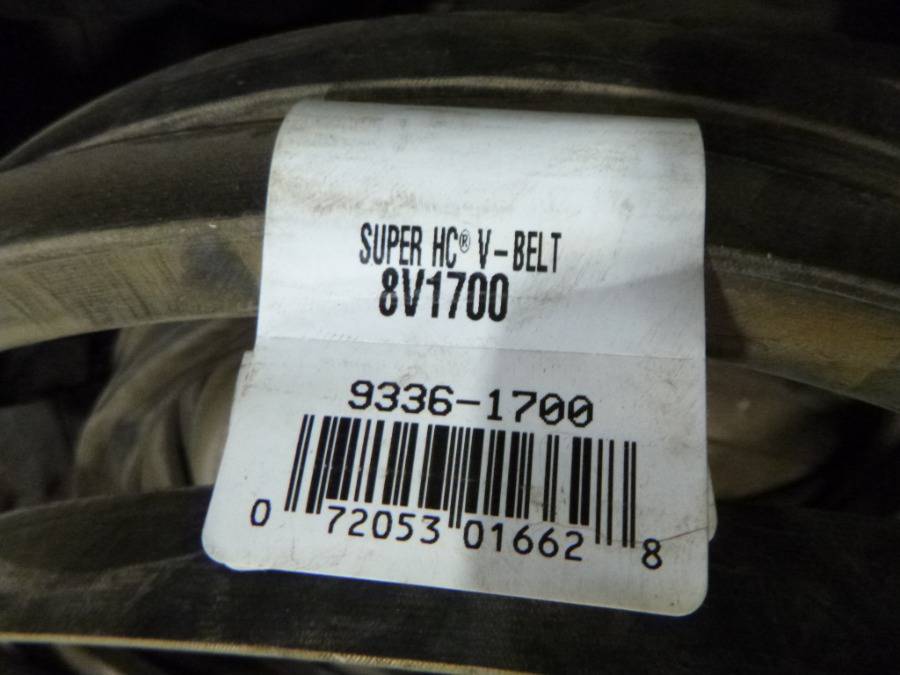 SUPER HC® V-BELT
8V1700
9336-1700
0 72053 01662 8